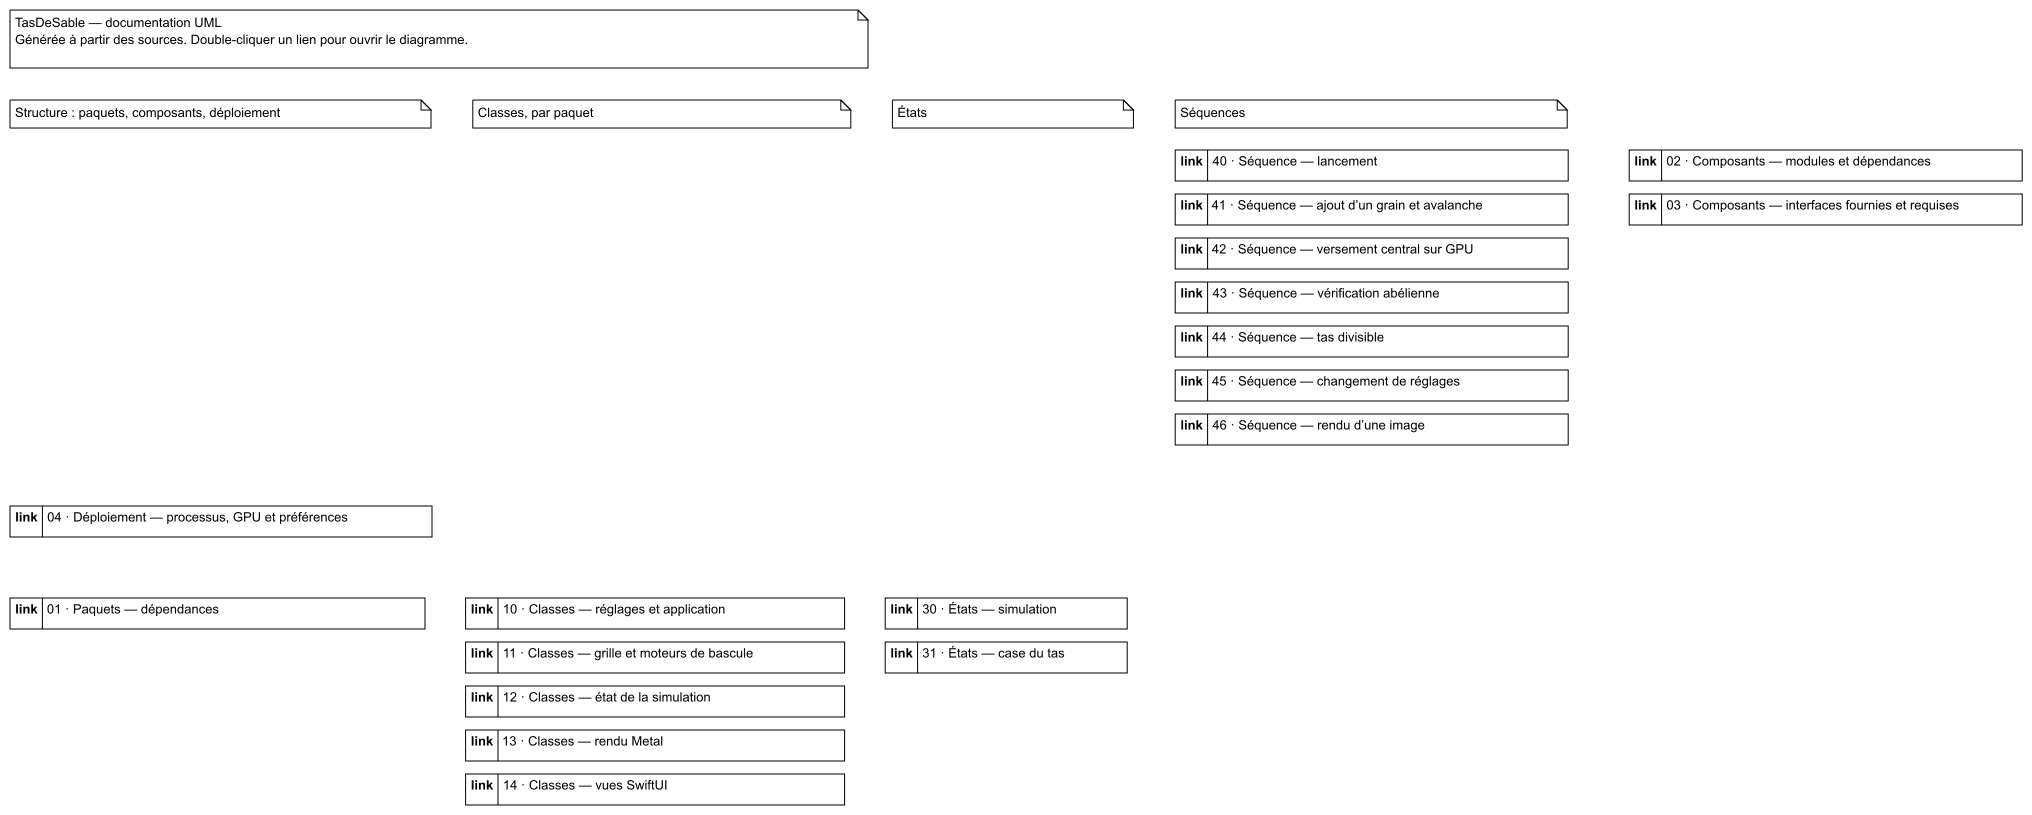 TasDeSable — documentation UML
Générée à partir des sources. Double-cliquer un lien pour ouvrir le diagramme.
Structure : paquets, composants, déploiement
Classes, par paquet
États
Séquences
link 40 · Séquence — lancement
link 02 · Composants — modules et dépendances
link 41 · Séquence — ajout d’un grain et avalanche
link 03 · Composants — interfaces fournies et requises
link 42 · Séquence — versement central sur GPU
link 43 · Séquence — vérification abélienne
link 44 · Séquence — tas divisible
link 45 · Séquence — changement de réglages
link 46 · Séquence — rendu d’une image
link 04 · Déploiement — processus, GPU et préférences
link 01 · Paquets — dépendances
link 10 · Classes — réglages et application
link 30 · États — simulation
link 11 · Classes — grille et moteurs de bascule
link 31 · États — case du tas
link 12 · Classes — état de la simulation
link 13 · Classes — rendu Metal
link 14 · Classes — vues SwiftUI